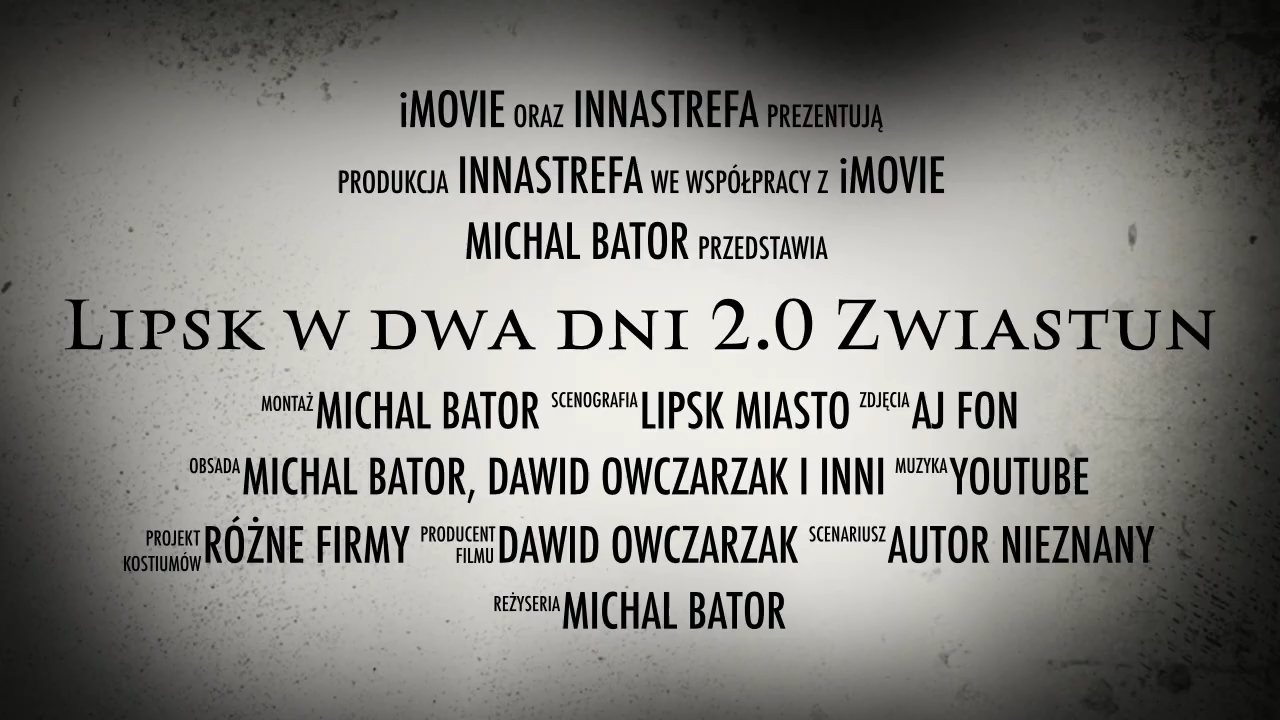 iMOVIE ORAZ INNASTREFA PREZENTUJĄ
PRODUKCJA INNASTREFA WE WSPÓŁPRACY Z iMOVIE
MICHAL BATOR PRZEDSTAWIA
LIPSK W DWA DNI 2.0 ZWIASTUN
MONTAŻ MICHAL BATOR SCENOGRAFIA LIPSK MIASTO ZDJĘCIA AJ FON
OBSADA MICHAL BATOR, DAWID OWCZARZAK I INNI MUZYKA YOUTUBE
PROJEKT KOSTIUMÓW RÓŻNE FIRMY PRODUCENT FILMU DAWID OWCZARZAK SCENARIUSZ AUTOR NIEZNANY
REŻYSERIA MICHAL BATOR